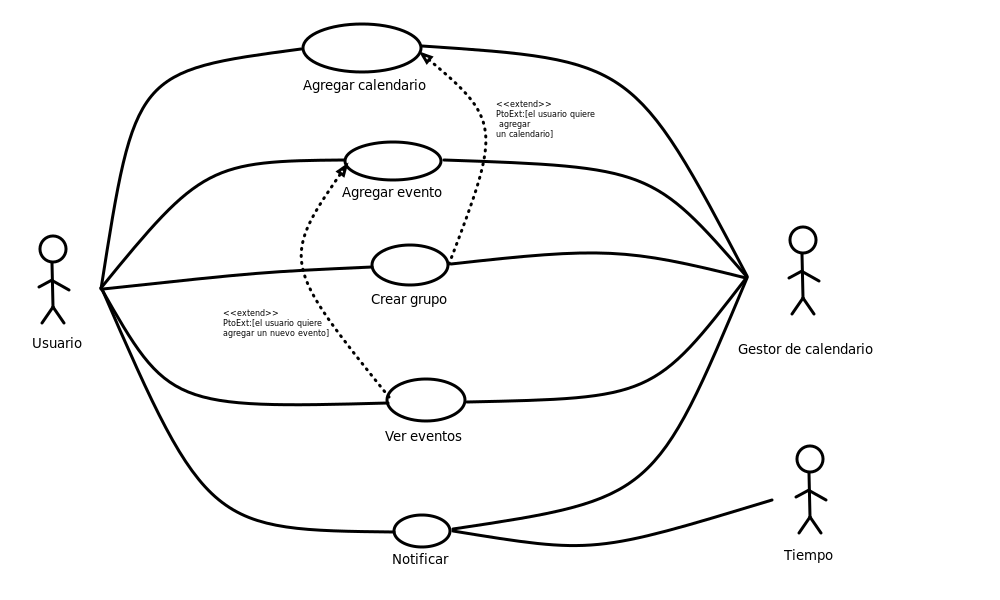 Agregar calendario
<<extend>>
PtoExt:[el usuario quiere
agregar
un calendario]
Agregar evento
Crear grupo
<<extend>>
PtoExt:[el usuario quiere
agregar un nuevo evento]
Usuario
Gestor de calendario
Ver eventos
Notificar
Tiempo